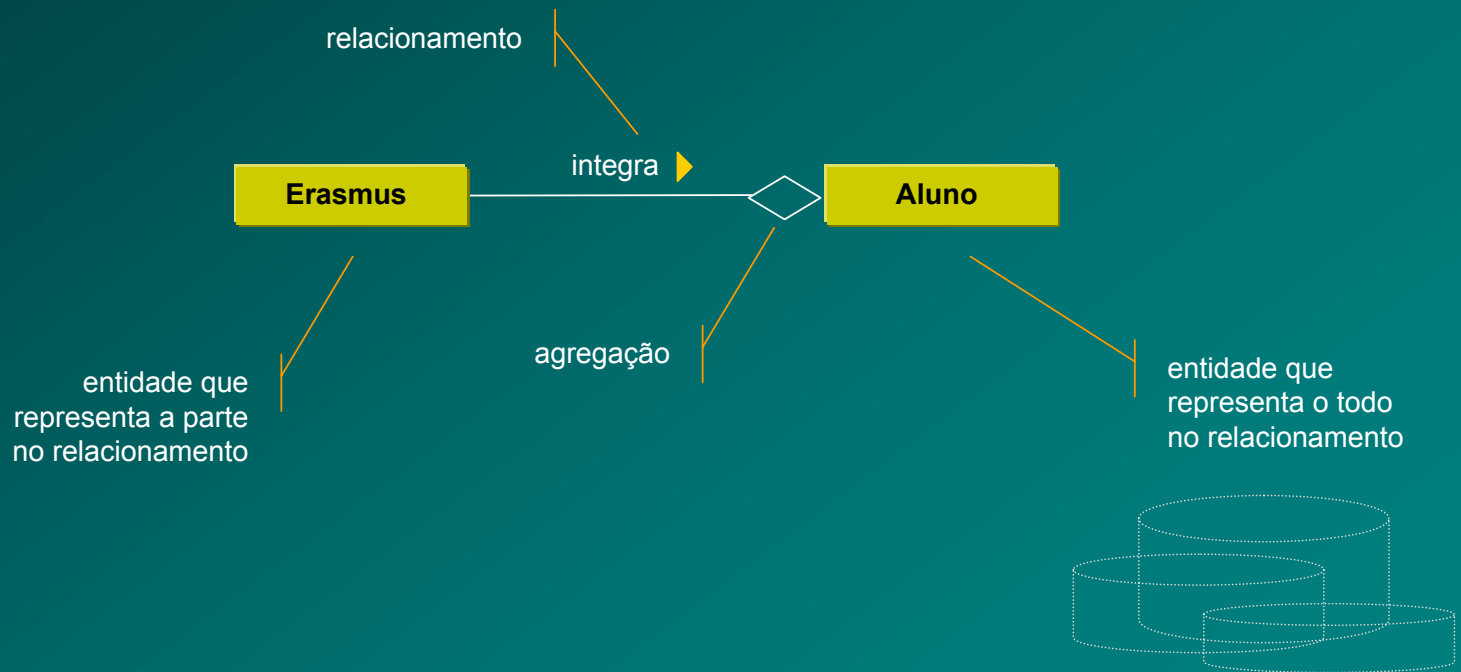 relacionamento
integra
Erasmus
Aluno
agregação
entidade que
representa a parte
no relacionamento
entidade que
representa o todo
no relacionamento